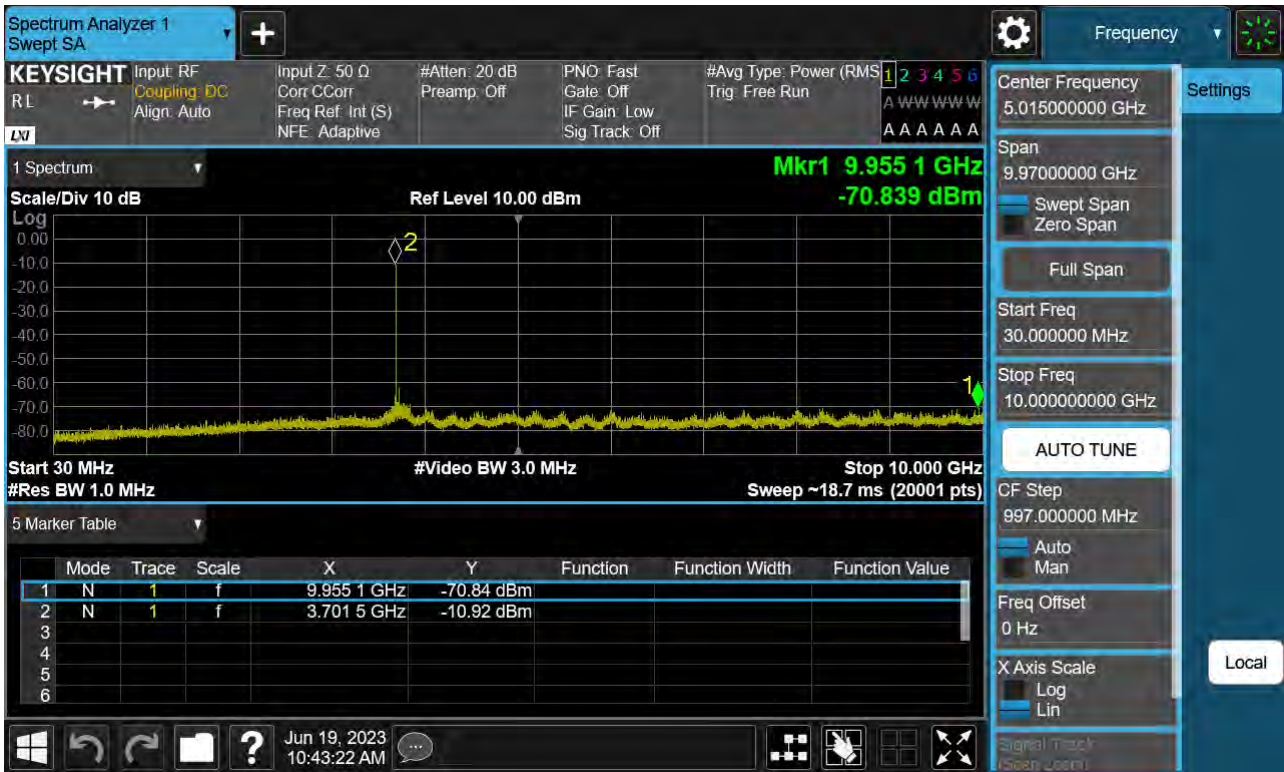 Spectrum Analyzer 1
Swept SA
+
Frequency
KEYSIGHT
RL
LXI
Input: RF
Coupling: DC
Align: Auto
Input Z: 50 Ω
Corr CCorr
Freq Ref: Int (S)
NFE: Adaptive
#Atten: 20 dB
Preamp: Off
PNO: Fast
Gate: Off
IF Gain: Low
Sig Track: Off
#Avg Type: Power (RMS
Trig: Free Run
1 2 3 4 5 6
A W W W W W
A A A A A A
Center Frequency
5.015000000 GHz
Settings
Span
9.97000000 GHz
Swept Span
Zero Span
Full Span
Start Freq
30.000000 MHz
Stop Freq
10.000000000 GHz
AUTO TUNE
CF Step
997.000000 MHz
Auto
Man
Freq Offset
0 Hz
X Axis Scale
Log
Lin
Signal Track
(Span Zoom)
Local
1 Spectrum
Mkr1 9.955 1 GHz
-70.839 dBm
Scale/Div 10 dB
Ref Level 10.00 dBm
Log
0.00
-10.0
-20.0
-30.0
-40.0
-50.0
-60.0
-70.0
-80.0
2
1
Start 30 MHz
#Video BW 3.0 MHz
Stop 10.000 GHz
#Res BW 1.0 MHz
Sweep ~18.7 ms (20001 pts)
5 Marker Table
Mode Trace Scale X Y Function Function Width Function Value
1 N 1 f 9.955 1 GHz -70.84 dBm
2 N 1 f 3.701 5 GHz -10.92 dBm
3
4
5
6
?
Jun 19, 2023
10:43:22 AM